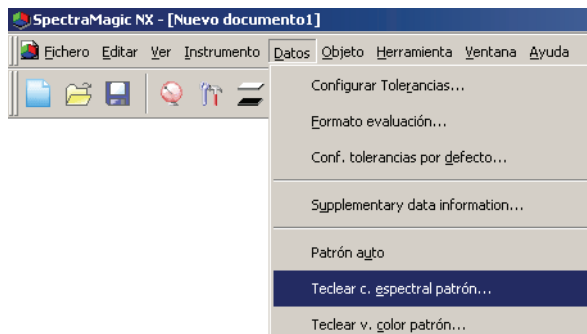 SpectraMagic NX - [Nuevo documento1]
Fichero Editar Ver Instrumento Datos Objeto Herramienta Ventana Ayuda
Configurar Tolerancias...
Formato evaluación...
Conf. tolerancias por defecto...
Supplementary data information...
Patrón auto
Teclear c. espectral patrón...
Teclear v. color patrón...